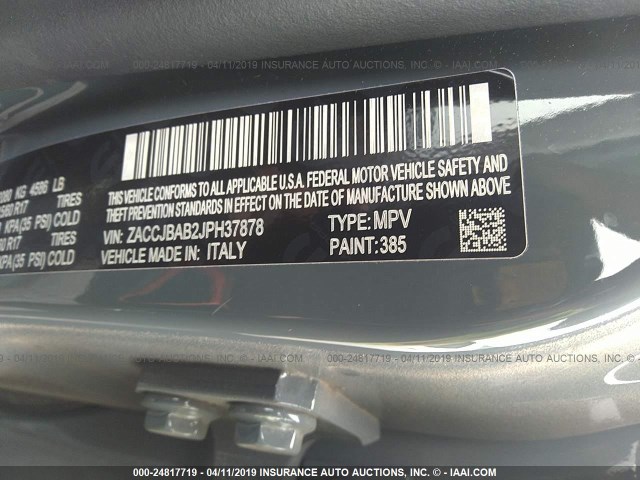 000-24817719 - 04/11/2019 - INSURANCE AUTO AUCTIONS, INC. - © - IAAI.COM
KG 4586 LB
R17 TIRES
KPA(35 PSI) COLD
R17 TIRES
KPA(35 PSI) COLD
THIS VEHICLE CONFORMS TO ALL APPLICABLE U.S.A. FEDERAL MOTOR VEHICLE SAFETY AND
THEFT PREVENTION STANDARDS IN EFFECT ON THE DATE OF MANUFACTURE SHOWN ABOVE.
VIN: ZACCJBAB2JPH37878 TYPE: MPV
VEHICLE MADE IN: ITALY PAINT: 385
000-24817719 - 04/11/2019 - INSURANCE AUTO AUCTIONS, INC. - © - IAAI.COM
000-24817719 - 04/11/2019 INSURANCE AUTO AUCTIONS, INC. - © - IAAI.COM